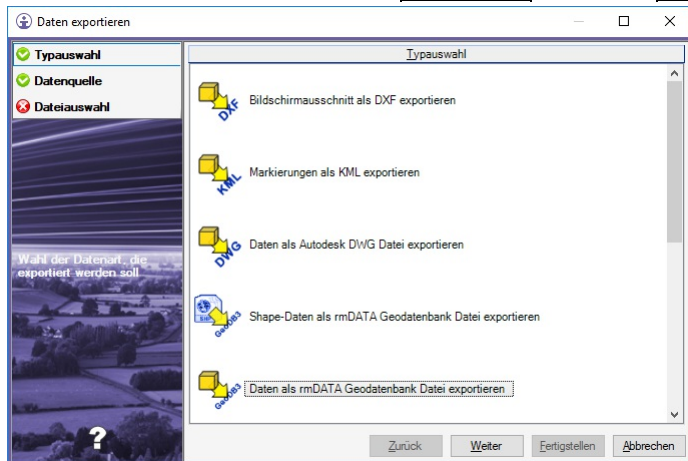 Daten exportieren
Typauswahl
Datenquelle
Dateiauswahl
Wahl der Datenart, die
exportiert werden soll
?
Typauswahl
DXF
Bildschirmausschnitt als DXF exportieren
KML
Markierungen als KML exportieren
DWG
Daten als Autodesk DWG Datei exportieren
GeoDB3
Shape-Daten als rmDATA Geodatenbank Datei exportieren
GeoDB3
Daten als rmDATA Geodatenbank Datei exportieren
Zurück
Weiter
Fertigstellen
Abbrechen